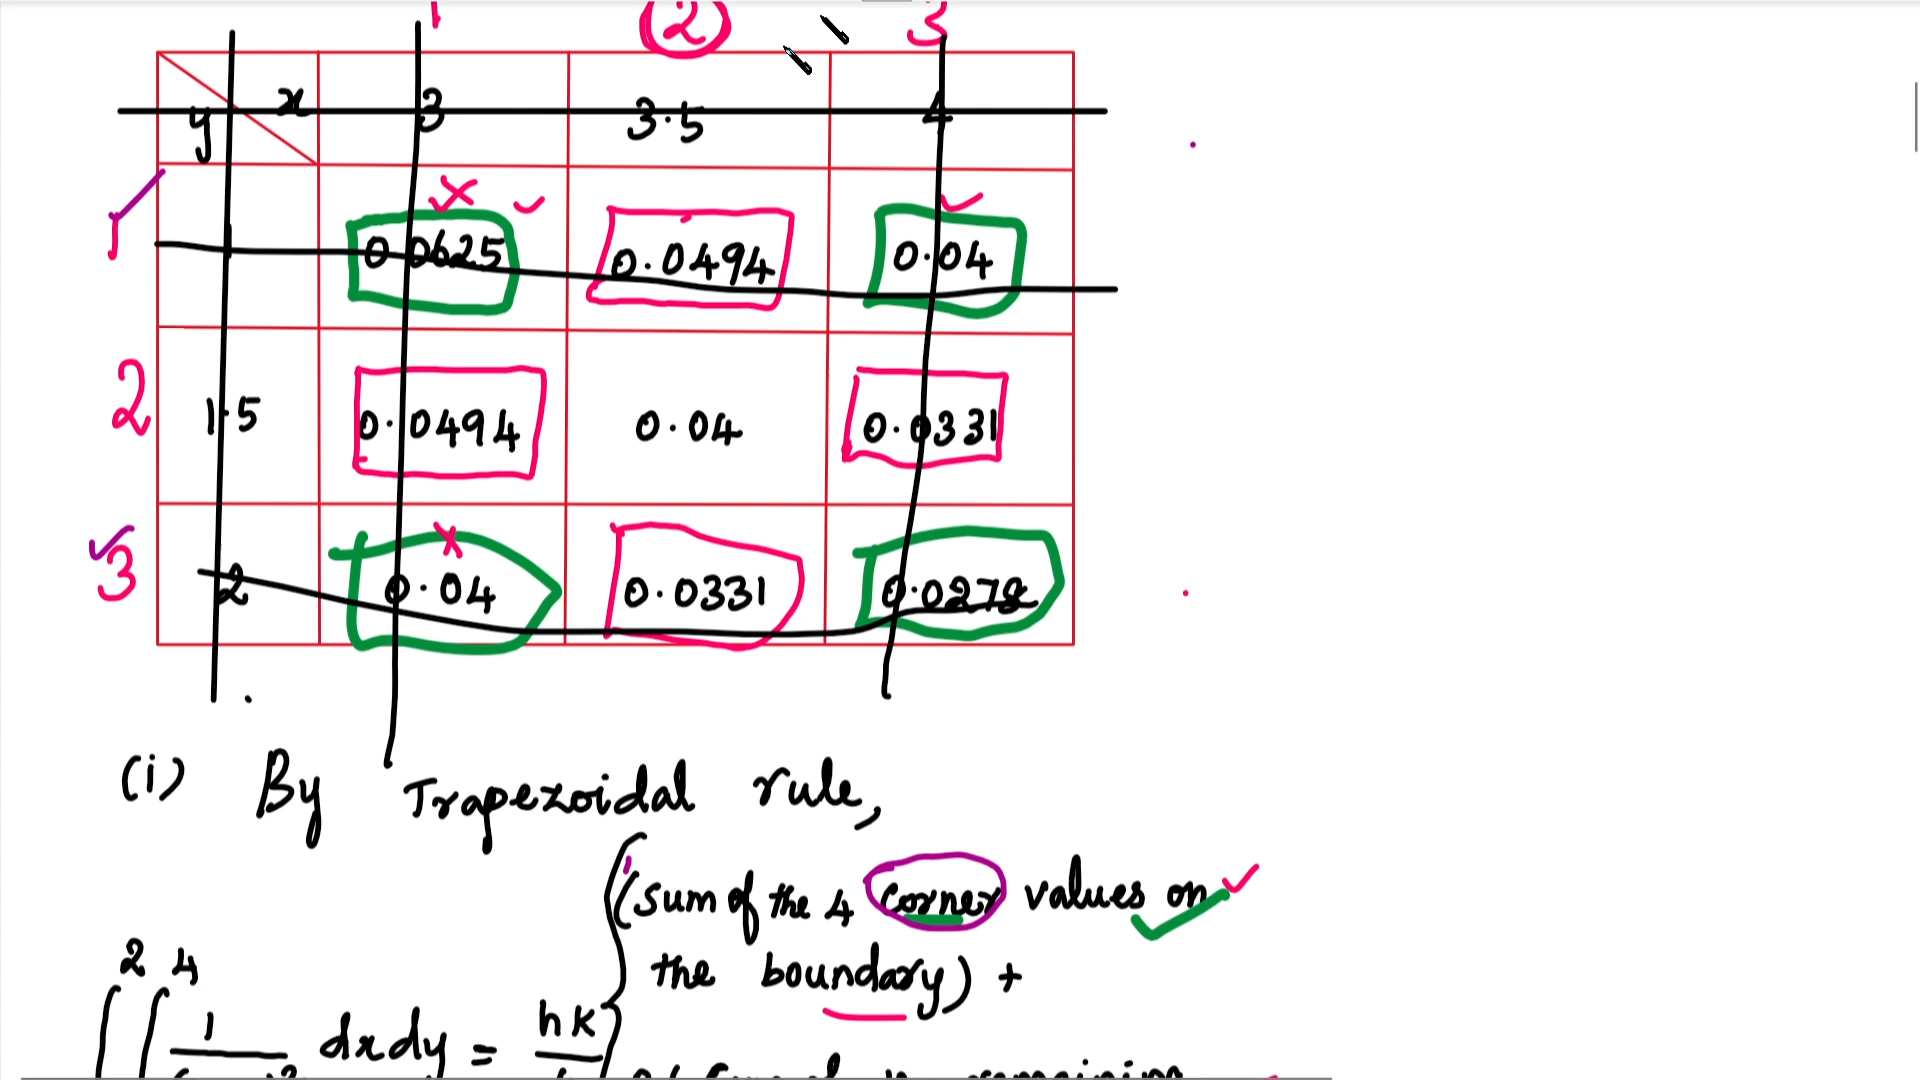 1 2 3
y x 3 3.5 4
1 1 0.0625 0.0494 0.04
2 1.5 0.0494 0.04 0.0331
3 2 0.04 0.0331 0.0278
(i) By Trapezoidal rule,
(sum of the 4 corner values on
the boundary) +
2 4
1 dxdy = hk